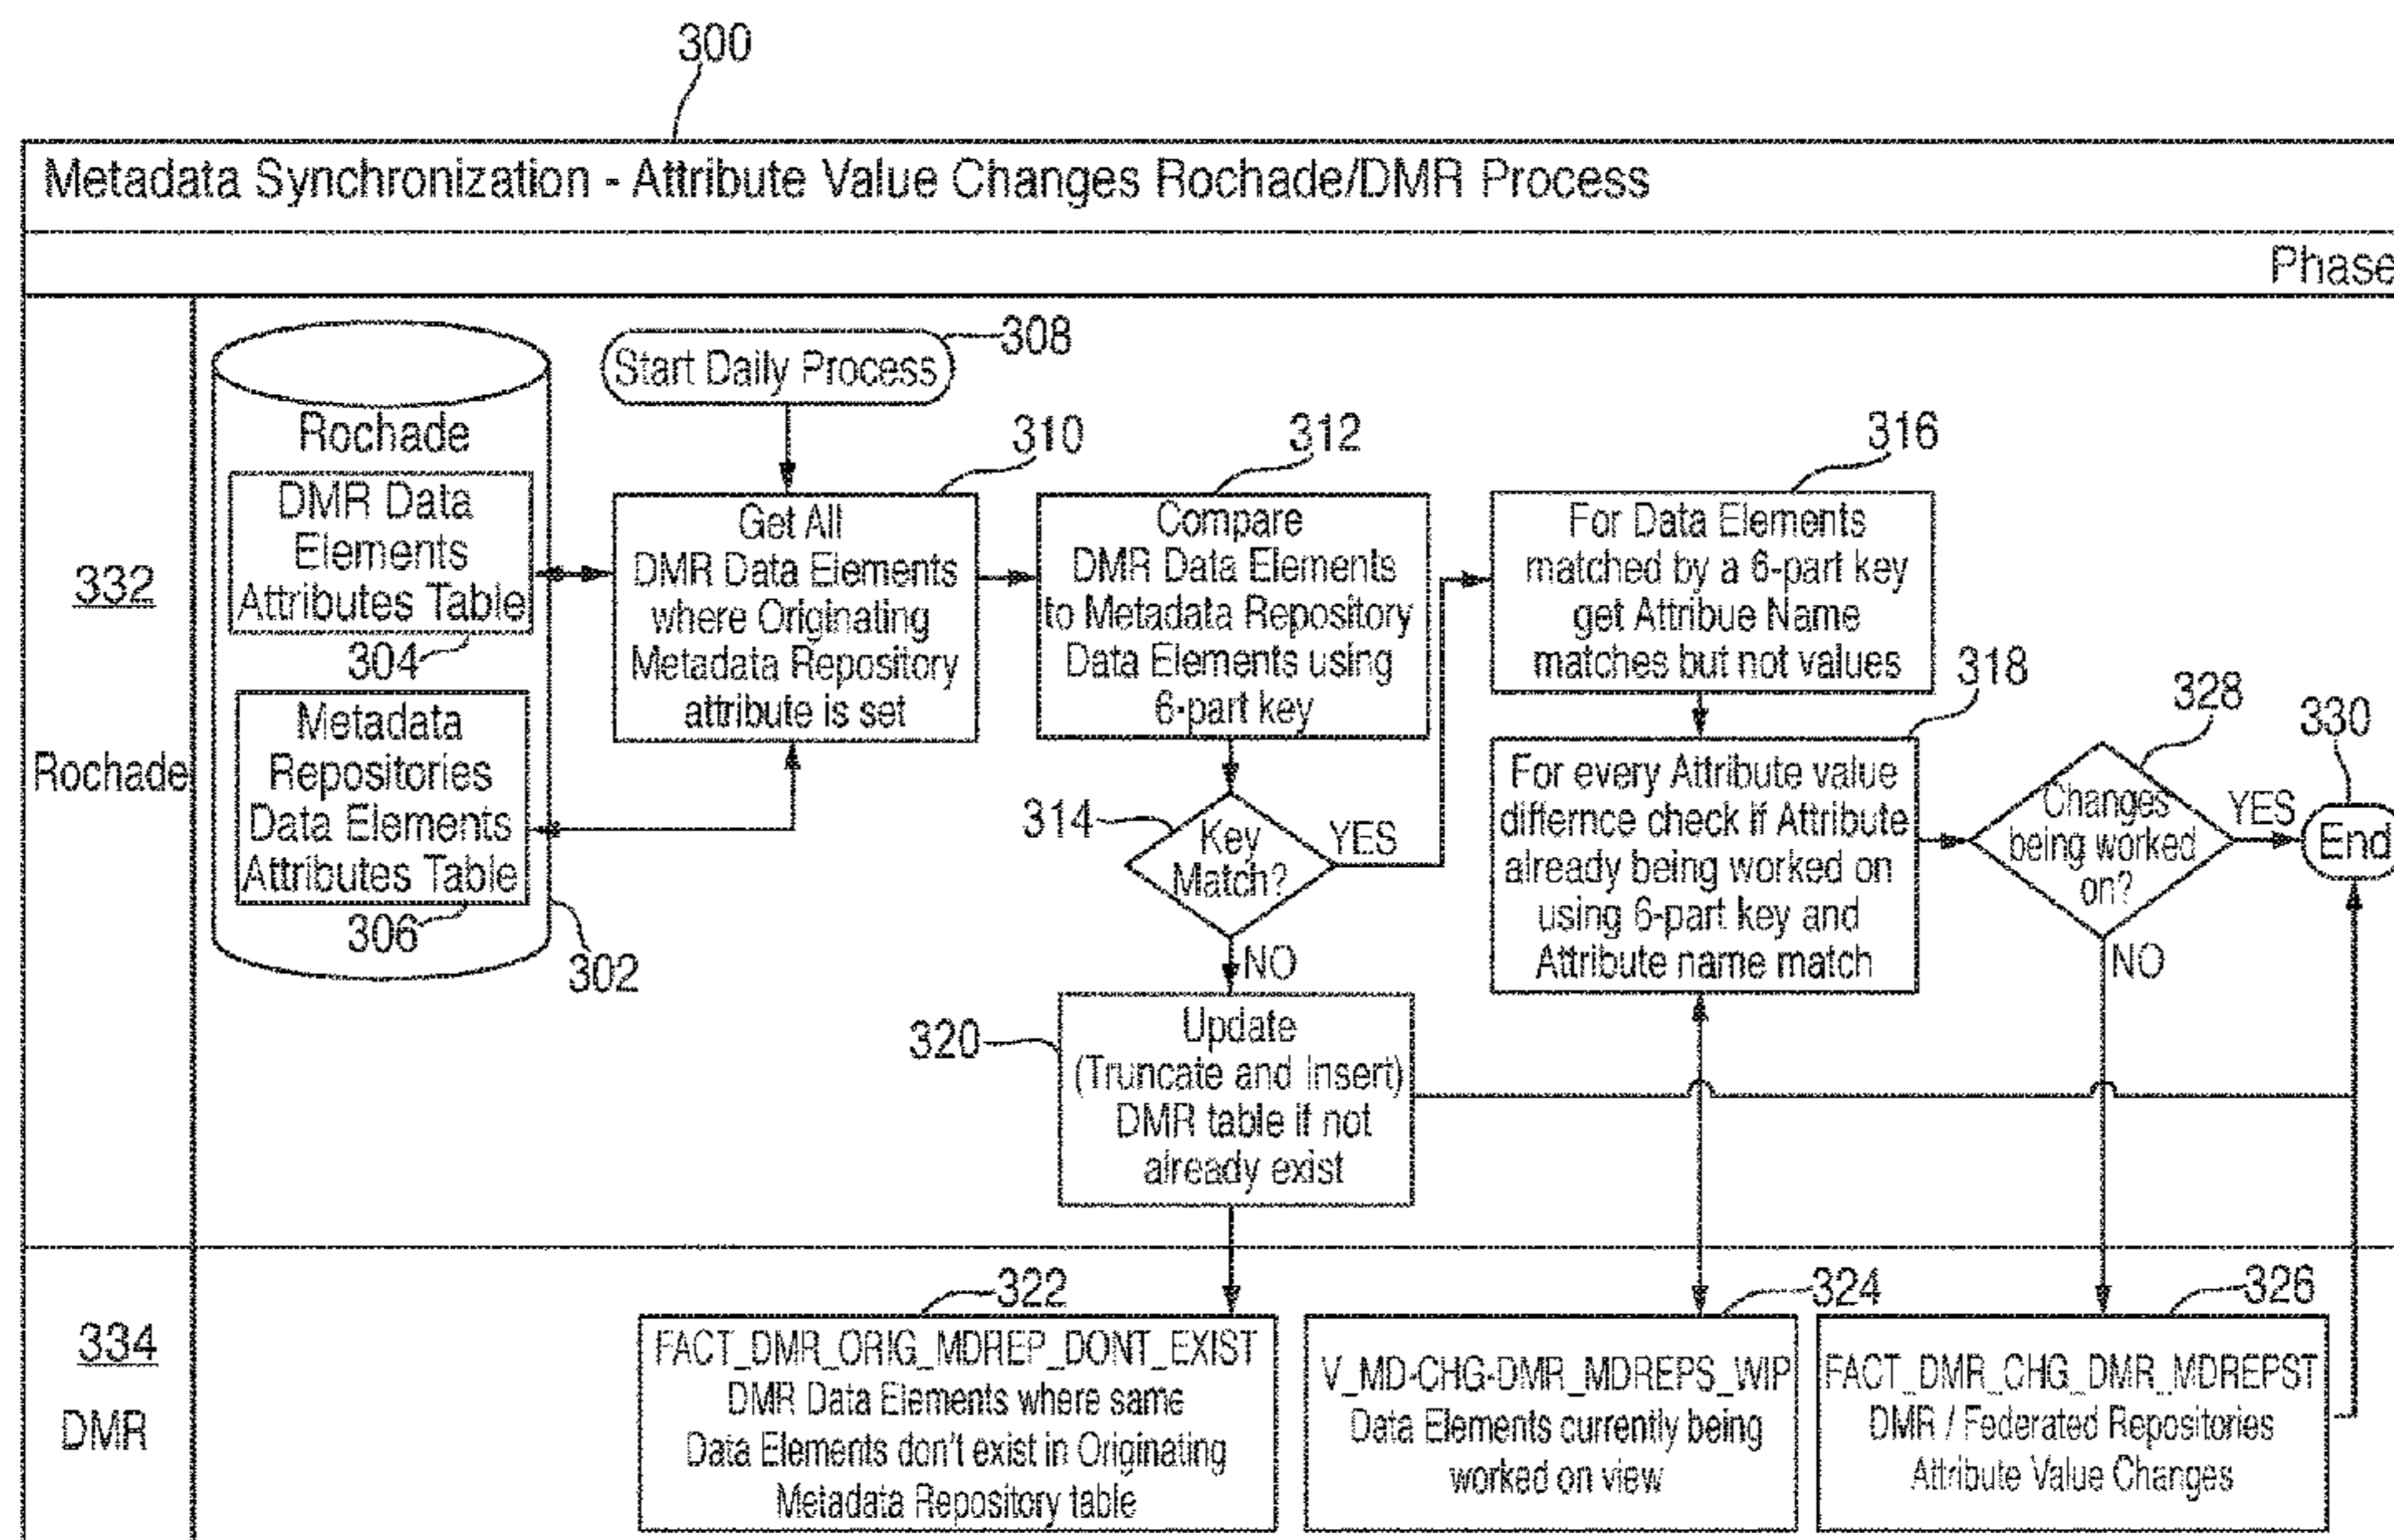 300
Metadata Synchronization - Attribute Value Changes Rochade/DMR Process
Phase
332
Rochade
Rochade
DMR Data
Elements
Attributes Table
304
Metadata
Repositories
Data Elements
Attributes Table
306
302
Start Daily Process
308
310
Get All
DMR Data Elements
where Originating
Metadata Repository
attribute is set
312
Compare
DMR Data Elements
to Metadata Repository
Data Elements using
6-part key
314
Key
Match?
YES
NO
316
For Data Elements
matched by a 6-part key
get Attribue Name
matches but not values
318
For every Attribute value
differnce check if Attribute
already being worked on
using 6-part key and
Attribute name match
328
Changes
being worked
on?
YES
NO
330
End
320
Update
(Truncate and insert)
DMR table if not
already exist
334
DMR
322
FACT_DMR_ORIG_MDREP_DONT_EXIST
DMR Data Elements where same
Data Elements don't exist in Originating
Metadata Repository table
324
V_MD-CHG-DMR_MDREPS_WIP
Data Elements currently being
worked on view
326
FACT_DMR_CHG_DMR_MDREPST
DMR / Federated Repositories
Attribute Value Changes